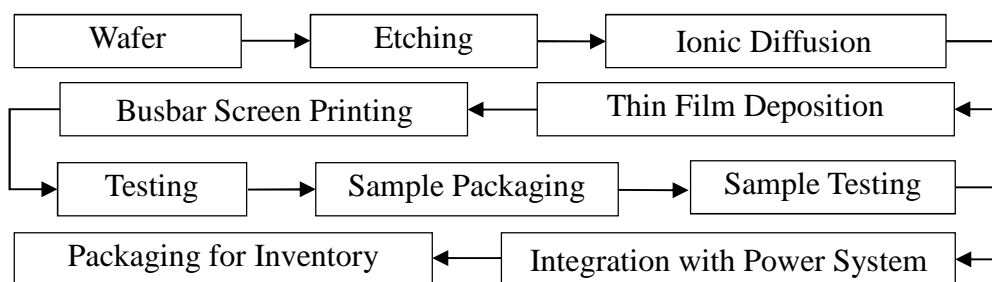 Wafer
Etching
Ionic Diffusion
Thin Film Deposition
Busbar Screen Printing
Testing
Sample Packaging
Sample Testing
Integration with Power System
Packaging for Inventory